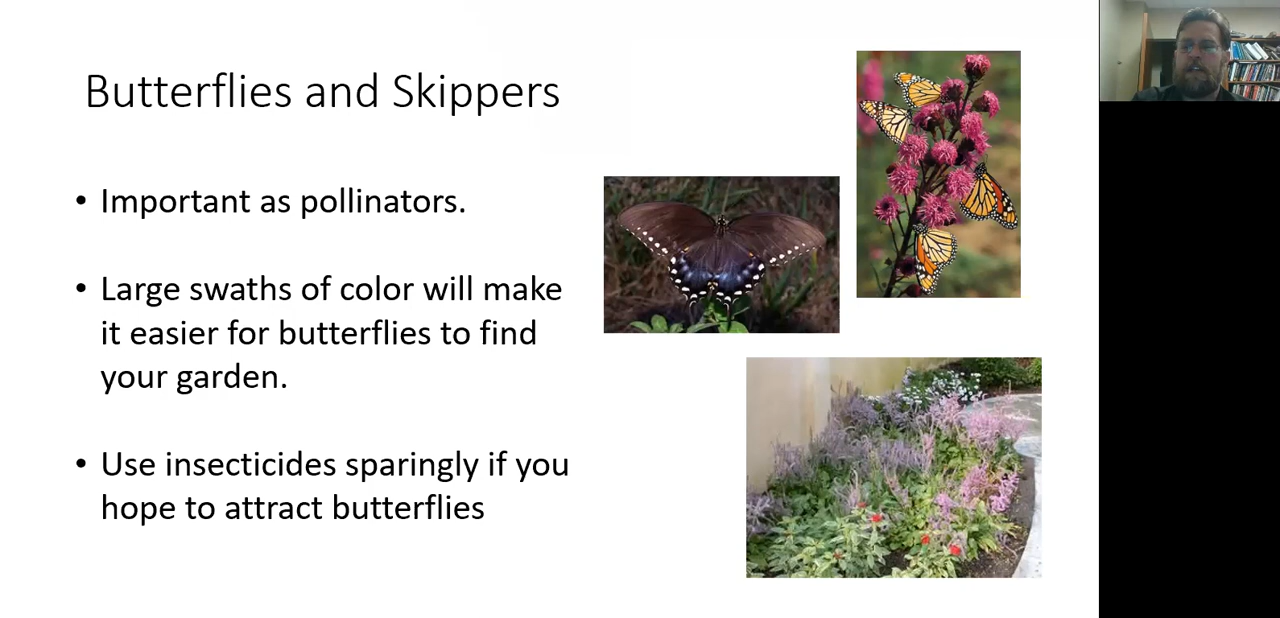 Butterflies and Skippers
• Important as pollinators.
• Large swaths of color will make
it easier for butterflies to find
your garden.
• Use insecticides sparingly if you
hope to attract butterflies